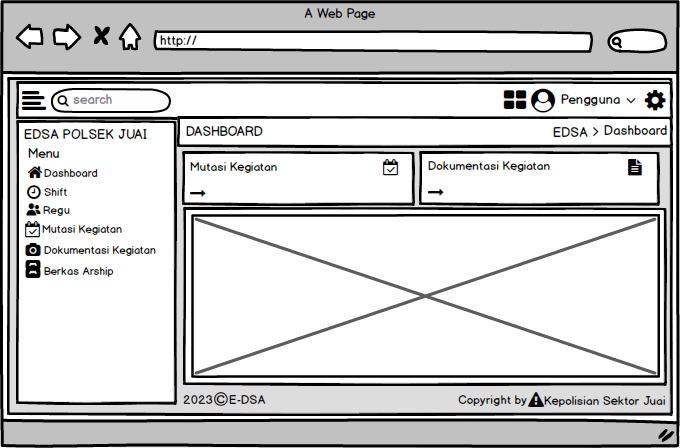 A Web Page
http://
search
Pengguna
EDSA POLSEK JUAI
Menu
Dashboard
Shift
Regu
Mutasi Kegiatan
Dokumentasi Kegiatan
Berkas Arship
DASHBOARD
EDSA > Dashboard
Mutasi Kegiatan
Dokumentasi Kegiatan
2023©E-DSA
Copyright by Kepolisian Sektor Juai